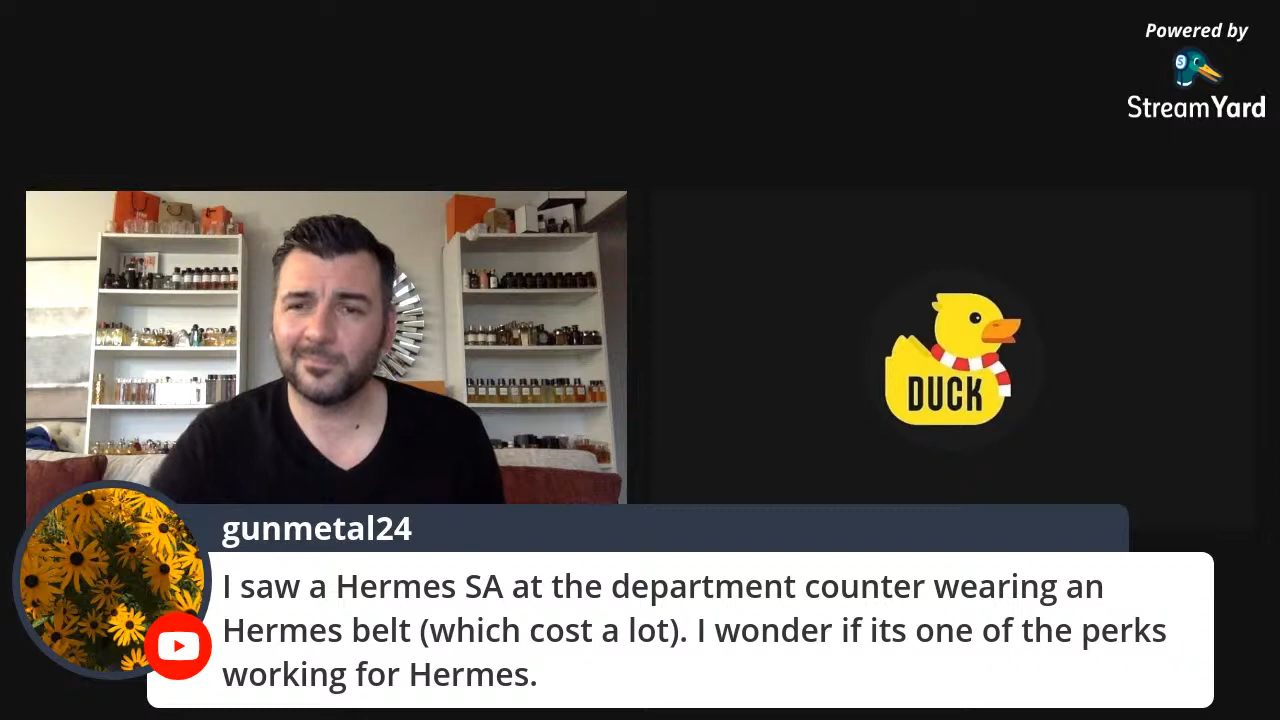 Powered by
StreamYard
DUCK
gunmetal24
I saw a Hermes SA at the department counter wearing an
Hermes belt (which cost a lot). I wonder if its one of the perks
working for Hermes.